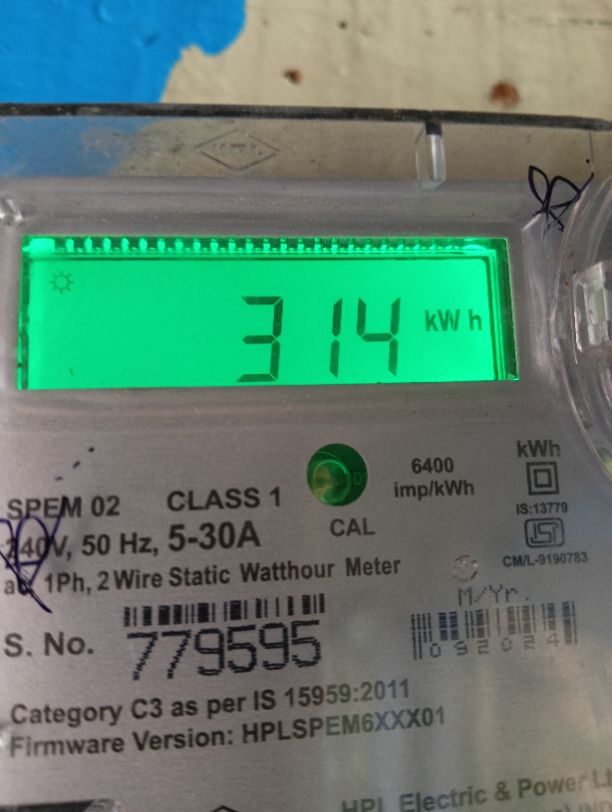 314 kWh
kWh
6400
imp/kWh
IS:13779
CM/L-9190783
SPEM 02 CLASS 1
CAL
240V, 50 Hz, 5-30A
ac 1Ph, 2 Wire Static Watthour Meter
M/Yr.
092024
S. No.
779595
Category C3 as per IS 15959:2011
Firmware Version: HPLSPEM6XXX01
HPL Electric & Power